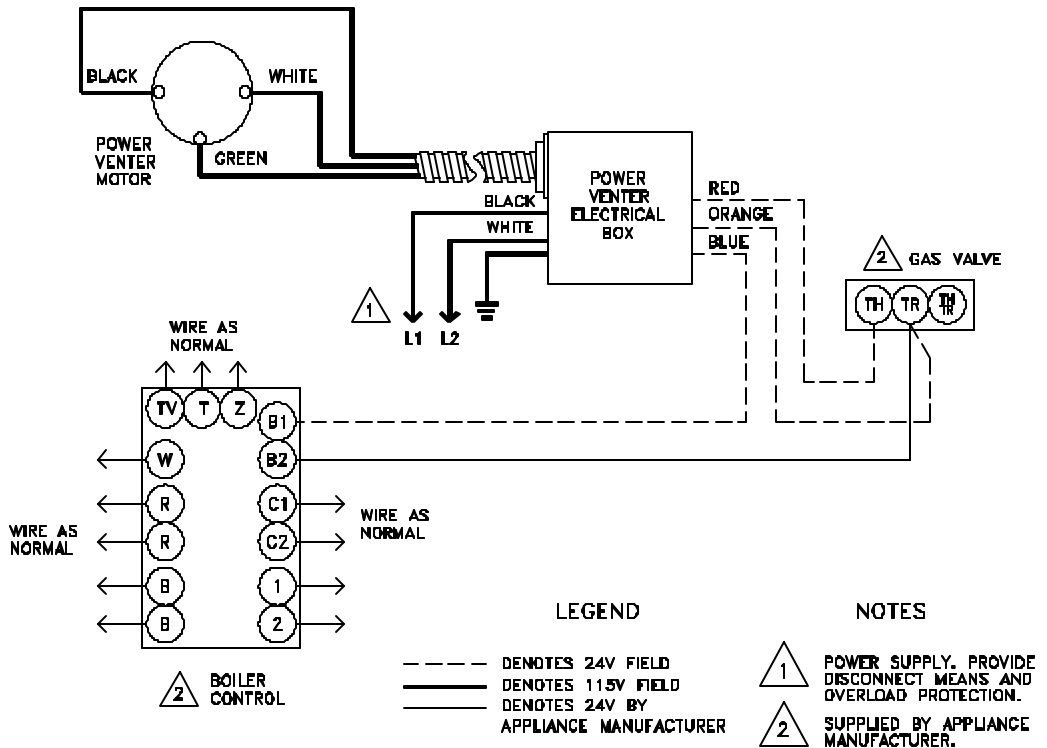 BLACK
WHITE
POWER
VENTER
MOTOR
GREEN
POWER
VENTER
ELECTRICAL
BOX
BLACK
WHITE
RED
ORANGE
BLUE
2 GAS VALVE
TH TR TH
TR
1
L1 L2
WIRE AS
NORMAL
TV T Z
B1
W B2
R C1
R C2
B 1
B 2
WIRE AS
NORMAL
WIRE AS
NORMAL
2 BOILER
CONTROL
LEGEND
DENOTES 24V FIELD
DENOTES 115V FIELD
DENOTES 24V BY
APPLIANCE MANUFACTURER
NOTES
1 POWER SUPPLY. PROVIDE
DISCONNECT MEANS AND
OVERLOAD PROTECTION.
2 SUPPLIED BY APPLIANCE
MANUFACTURER.